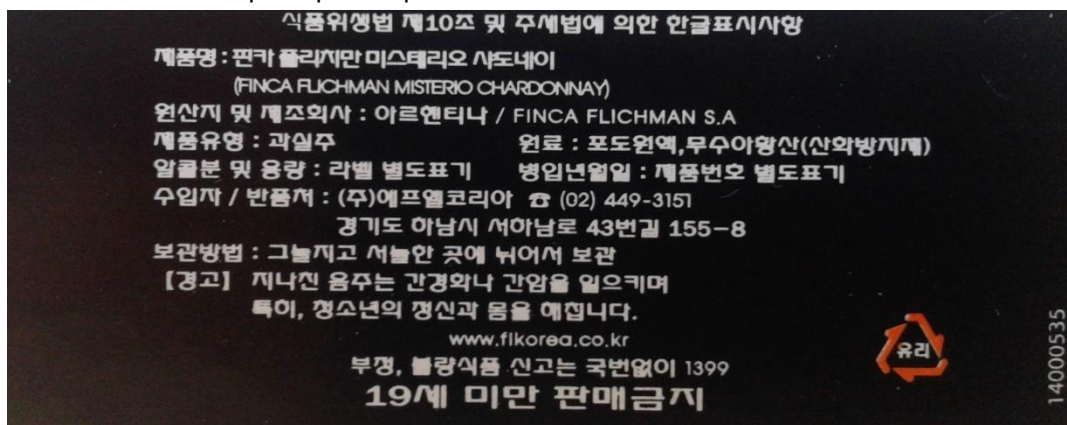 식품위생법 제10조 및 주세법에 의한 한글표시사항
제품명 : 핀카 플리치만 미스테리오 샤도네이
(FINCA FLICHMAN MISTERIO CHARDONNAY)
원산지 및 제조회사 : 아르헨티나 / FINCA FLICHMAN S.A
제품유형 : 과실주 원료 : 포도원액,무수아황산(산화방지제)
알콜분 및 용량 : 라벨 별도표기 병입년월일 : 제품번호 별도표기
수입자 / 반품처 : (주)에프엘코리아 ☎ (02) 449-3151
경기도 하남시 서하남로 43번길 155-8
보관방법 : 그늘지고 서늘한 곳에 뉘어서 보관
【경고】 지나친 음주는 간경화나 간암을 일으키며
특히, 청소년의 정신과 몸을 해칩니다.
www.flkorea.co.kr
부정, 불량식품 신고는 국번없이 1399
19세 미만 판매금지
유리
14000535